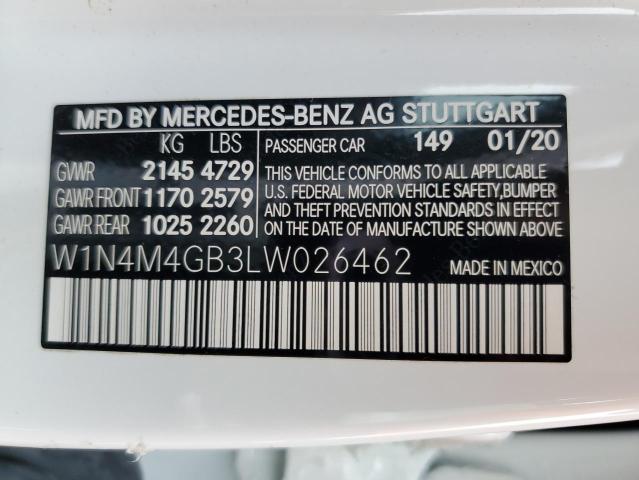 MFD BY MERCEDES-BENZ AG STUTTGART
KG LBS
GVWR 2145 4729
GAWR FRONT 1170 2579
GAWR REAR 1025 2260
PASSENGER CAR 149 01/20
THIS VEHICLE CONFORMS TO ALL APPLICABLE
U.S. FEDERAL MOTOR VEHICLE SAFETY,BUMPER
AND THEFT PREVENTION STANDARDS IN EFFECT
ON THE DATE OF MANUFACTURE SHOWN ABOVE.
W1N4M4GB3LW026462
MADE IN MEXICO